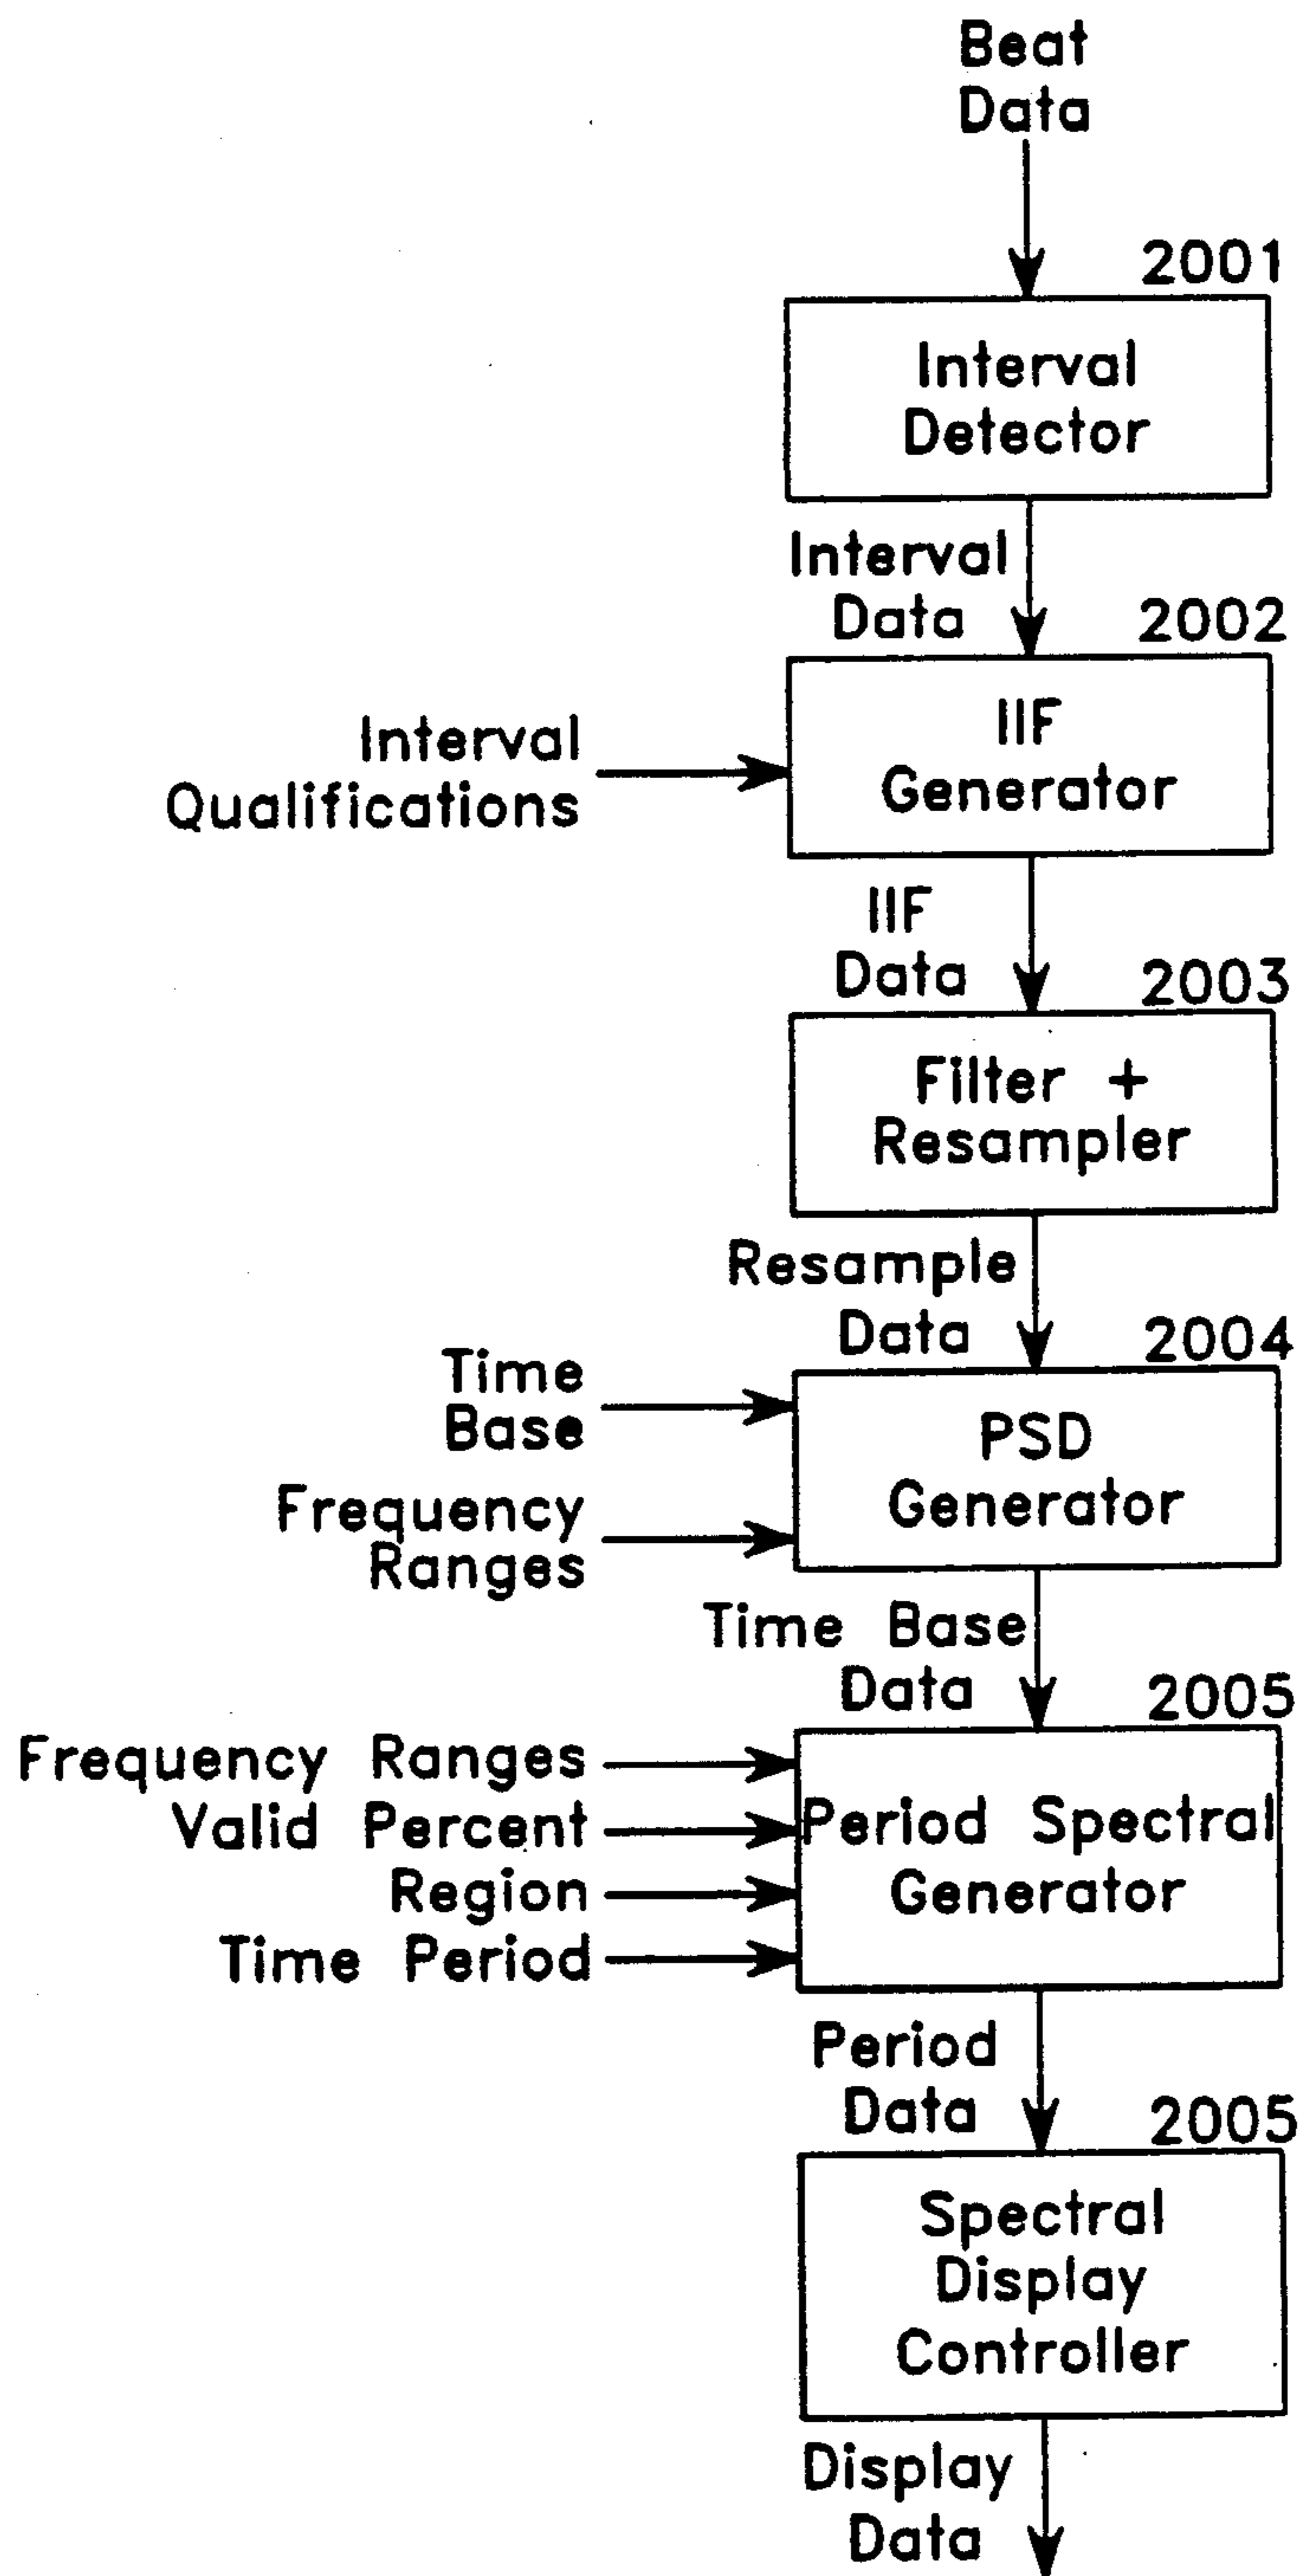 Beat
Data
2001
Interval
Detector
Interval
Data
2002
Interval
Qualifications
IIF
Generator
IIF
Data
2003
Filter +
Resampler
Resample
Data
2004
Time
Base
Frequency
Ranges
PSD
Generator
Time Base
Data
2005
Frequency Ranges
Valid Percent
Region
Time Period
Period Spectral
Generator
Period
Data
2005
Spectral
Display
Controller
Display
Data